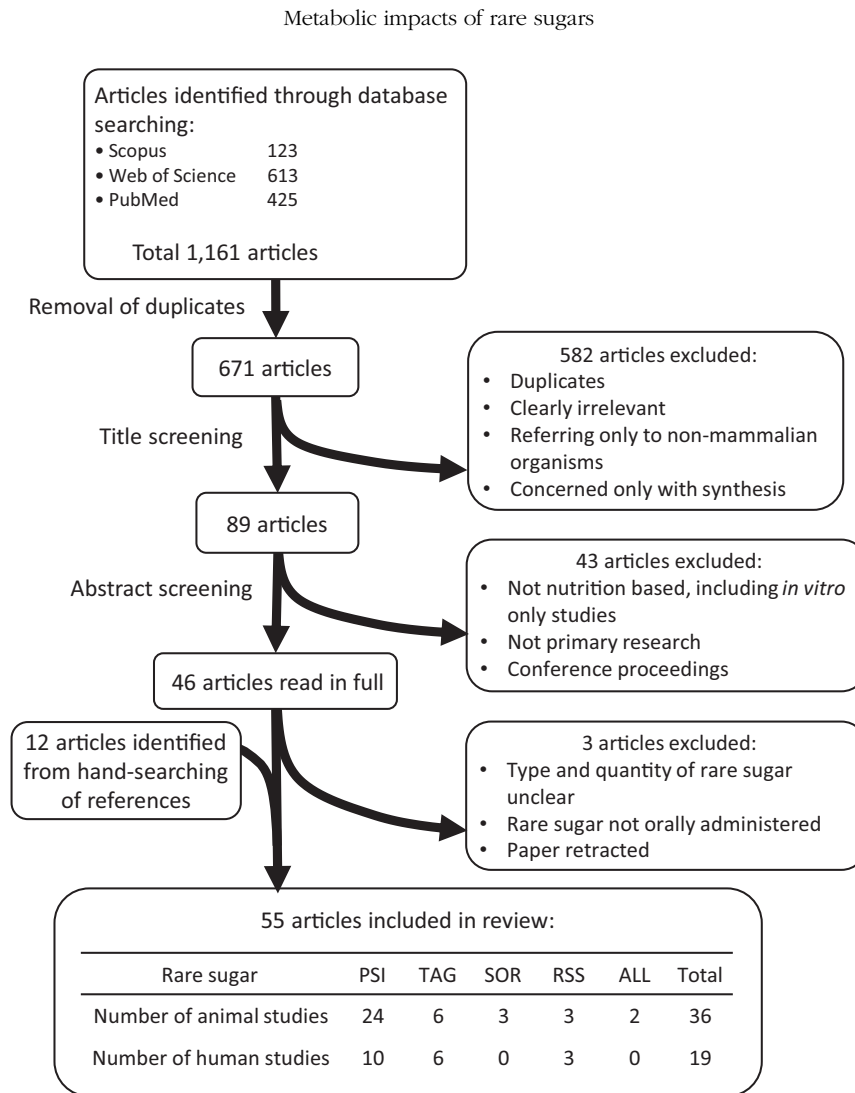 Metabolic impacts of rare sugars
Articles identified through database
searching:
• Scopus 123
• Web of Science 613
• PubMed 425
Total 1,161 articles
Removal of duplicates
671 articles
582 articles excluded:
• Duplicates
• Clearly irrelevant
• Referring only to non-mammalian
organisms
• Concerned only with synthesis
Title screening
89 articles
43 articles excluded:
• Not nutrition based, including in vitro
only studies
• Not primary research
• Conference proceedings
Abstract screening
46 articles read in full
12 articles identified
from hand-searching
of references
3 articles excluded:
• Type and quantity of rare sugar
unclear
• Rare sugar not orally administered
• Paper retracted
55 articles included in review:
Rare sugar PSI TAG SOR RSS ALL Total
Number of animal studies 24 6 3 3 2 36
Number of human studies 10 6 0 3 0 19